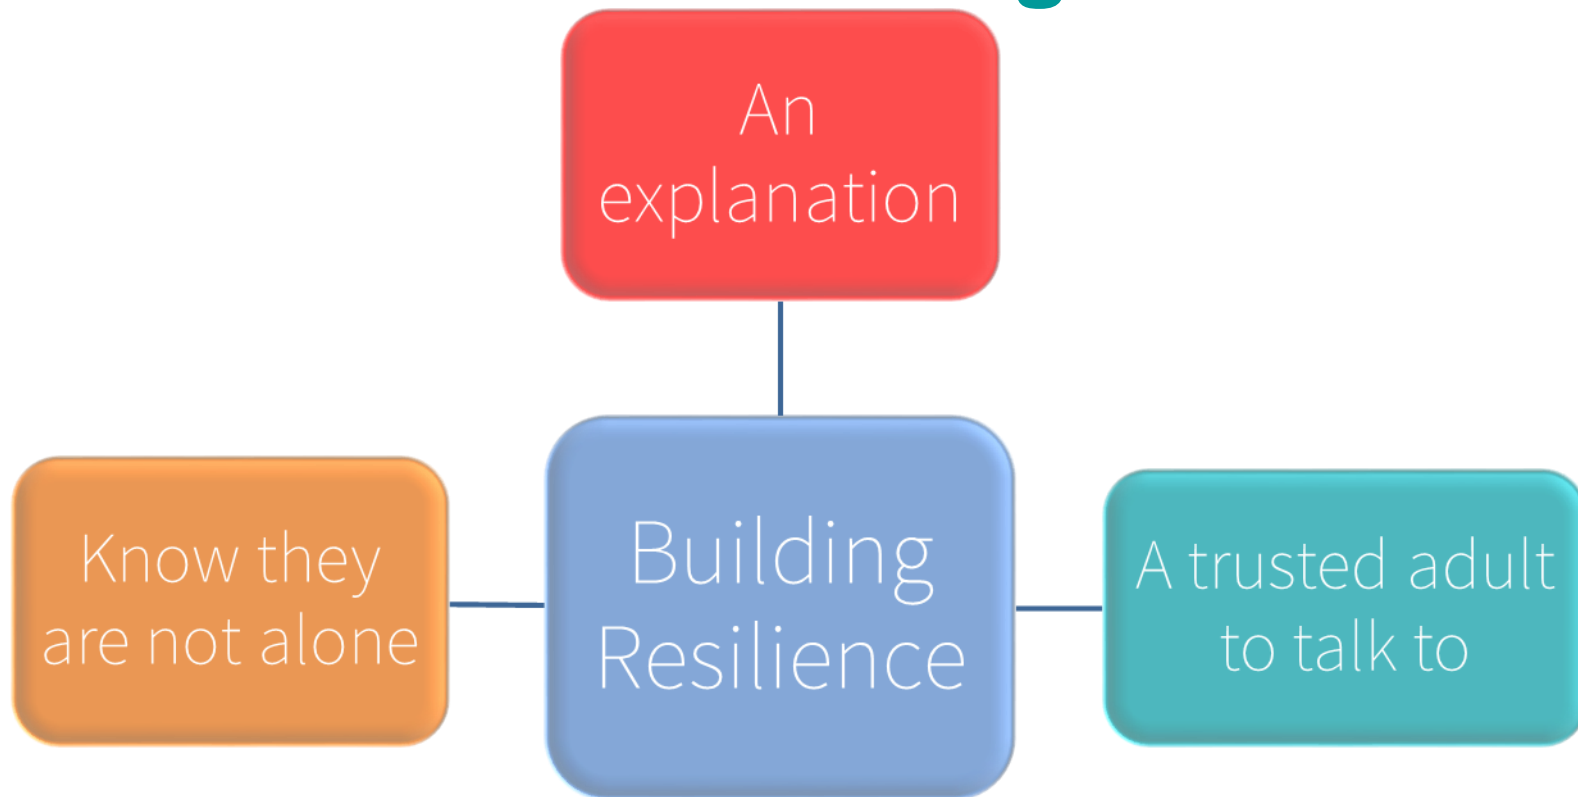 An
explanation
Know they
are not alone
Building
Resilience
A trusted adult
to talk to